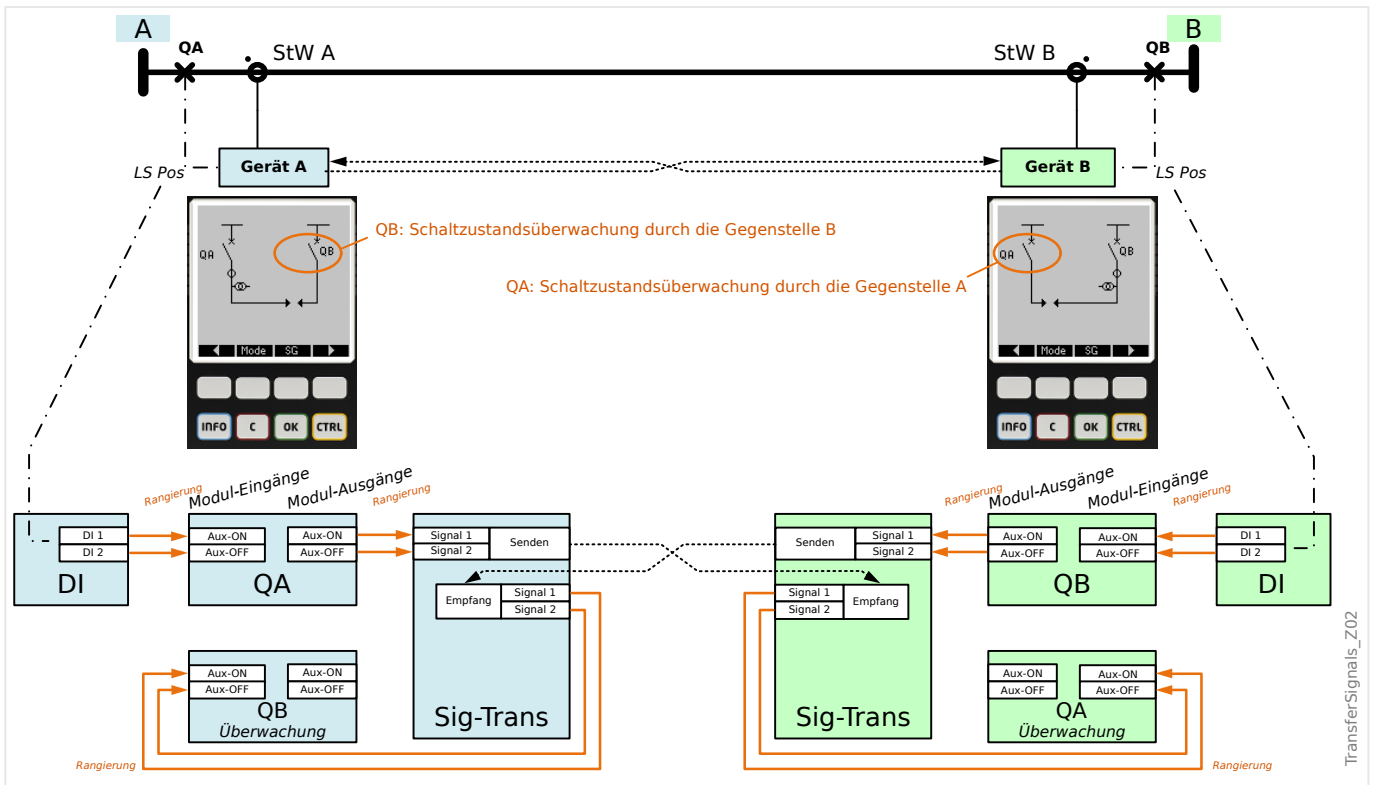 A
B
QA
StW A
StW B
QB
LS Pos
Gerät A
Gerät B
LS Pos
QA
QB
QB: Schaltzustandsüberwachung durch die Gegenstelle B
QA: Schaltzustandsüberwachung durch die Gegenstelle A
QA
QB
Mode
SG
Mode
SG
INFO
C
OK
CTRL
INFO
C
OK
CTRL
Rangierung
Modul-Eingänge
Modul-Ausgänge
Rangierung
Rangierung
Modul-Ausgänge
Modul-Eingänge
Rangierung
DI 1
DI 2
DI
Aux-ON
Aux-OFF
Aux-ON
Aux-OFF
QA
Signal 1
Signal 2
Senden
Empfang
Signal 1
Signal 2
Sig-Trans
Senden
Signal 1
Signal 2
Signal 1
Signal 2
Empfang
Sig-Trans
Aux-ON
Aux-OFF
Aux-ON
Aux-OFF
QB
DI 1
DI 2
DI
Aux-ON
Aux-OFF
Aux-ON
Aux-OFF
QB
Überwachung
Aux-ON
Aux-OFF
Aux-ON
Aux-OFF
QA
Überwachung
Rangierung
Rangierung
TransferSignals_Z02